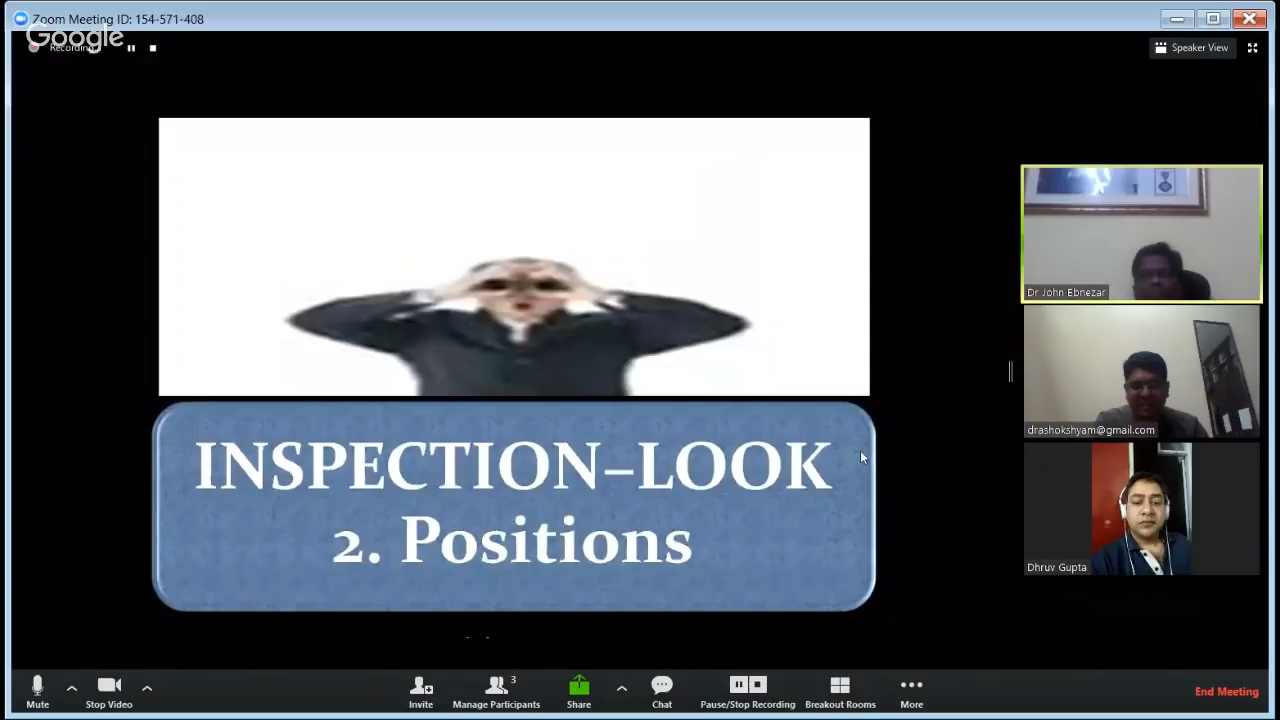 Zoom Meeting ID: 154-571-408
Google
Recording
Speaker View
INSPECTION–LOOK
2. Positions
Dr John Ebnezar
drashokshyam@gmail.com
Dhruv Gupta
Mute
Stop Video
Invite
3
Manage Participants
Share
Chat
Pause/Stop Recording
Breakout Rooms
More
End Meeting